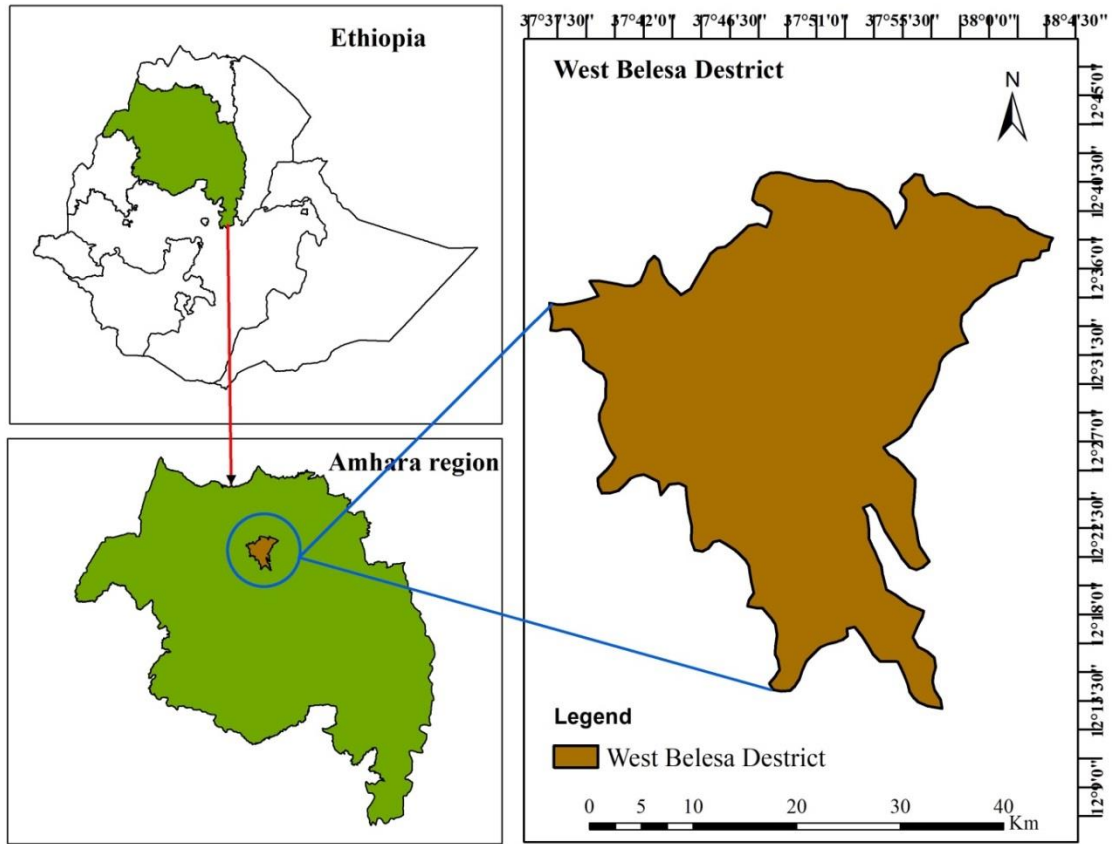 Ethiopia
Amhara region
37°37'30" 37°42'0" 37°46'30" 37°51'0" 37°55'30" 38°0'0" 38°4'30"
West Belesa Destrict
N
12°45'0"
12°40'30"
12°36'0"
12°31'30"
12°27'0"
12°22'30"
12°18'0"
12°13'30"
12°9'0"
Legend
West Belesa Destrict
0 5 10 20 30 40
Km